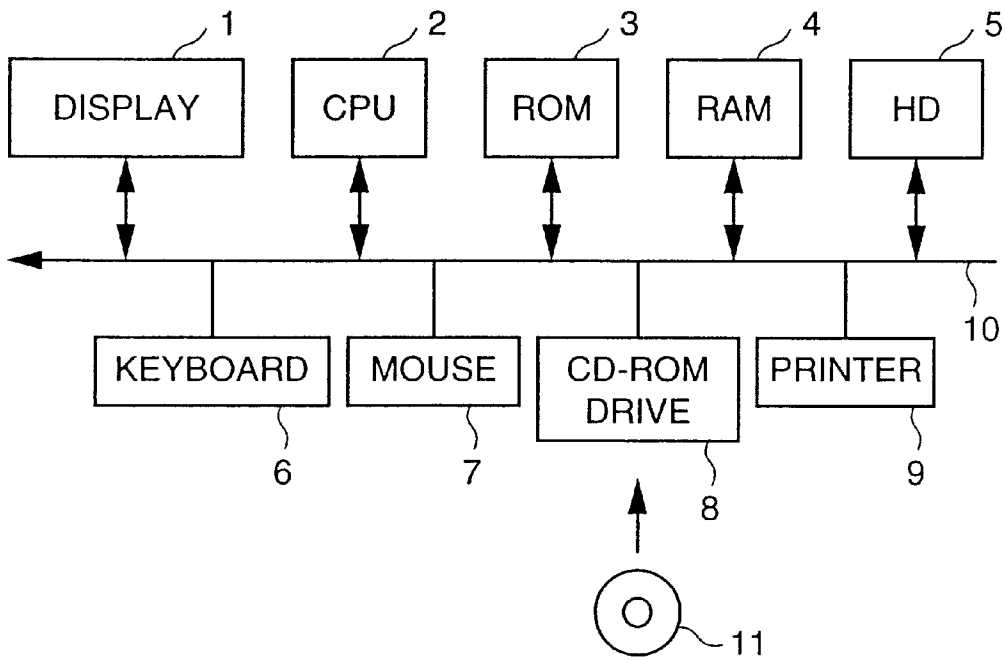 1 2 3 4 5
DISPLAY CPU ROM RAM HD
10
KEYBOARD MOUSE CD-ROM DRIVE PRINTER
6 7 8 9
11